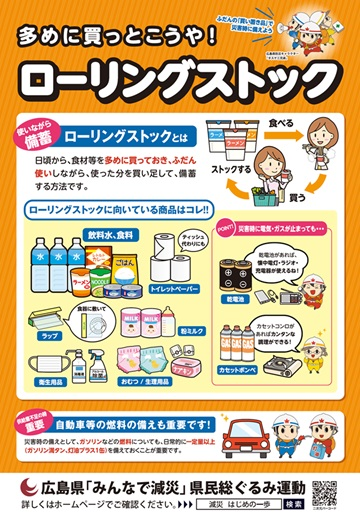 多めに買っとこうや！
ふだんの「買い置き品」で
災害時に備えよう
ローリングストック
使いながら
備蓄
ローリングストックとは
日頃から、食材等を多めに買っておき、ふだん
使いしながら、使った分を買い足して、備蓄
する方法です。
食べる
ストックする
買う
ラーメン
ローリングストックに向いている商品はコレ!!
飲料水、食料
水
水
水
ごはん
ラーメン
NOODLE
ティッシュ
代わりにも
トイレットペーパー
食器に敷いて
ラップ
MILK
MILK
粉ミルク
衛生用品
おむつ / 生理用品
POINT!
災害時に電気・ガスが止まっても・・・
乾電池
乾電池があれば、
懐中電灯・ラジオ・
充電器が使えるね！
カセットボンベ
カセットコンロが
あればカンタンな
調理ができる！
重要
自動車等の燃料の備えも重要です！
災害時の備えとして、ガソリンなどの燃料についても、日常的に一定量以上
（ガソリン満タン、灯油プラス1缶）を備えておくことが重要です。
広島県「みんなで減災」県民総ぐるみ運動
詳しくはホームページでご確認ください。
減災 はじめの一歩
検索